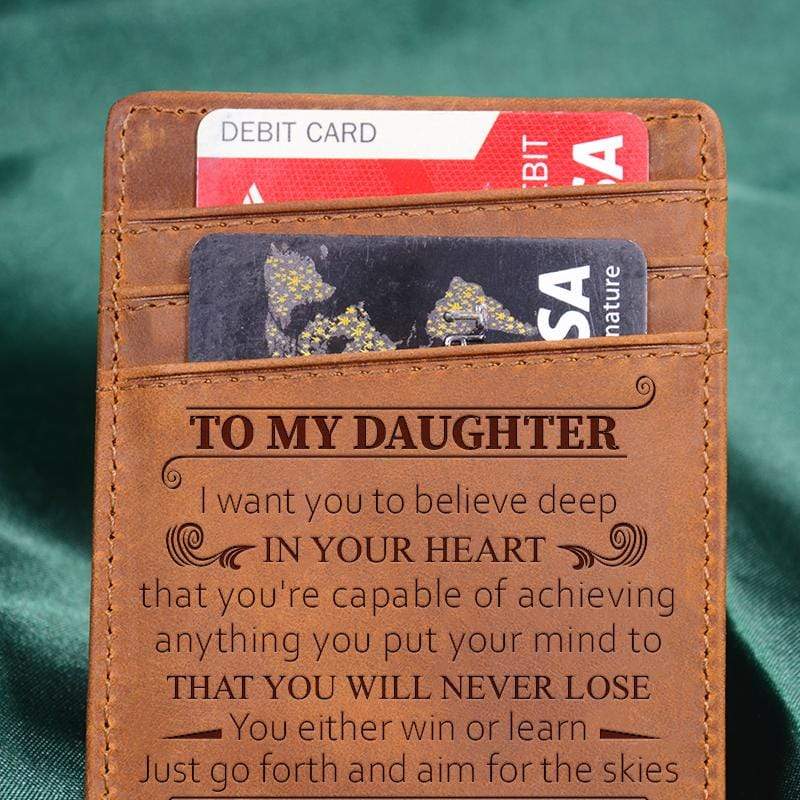 DEBIT CARD
EBIT
SA
SA
nature
TO MY DAUGHTER
I want you to believe deep
IN YOUR HEART
that you're capable of achieving
anything you put your mind to
THAT YOU WILL NEVER LOSE
You either win or learn
Just go forth and aim for the skies